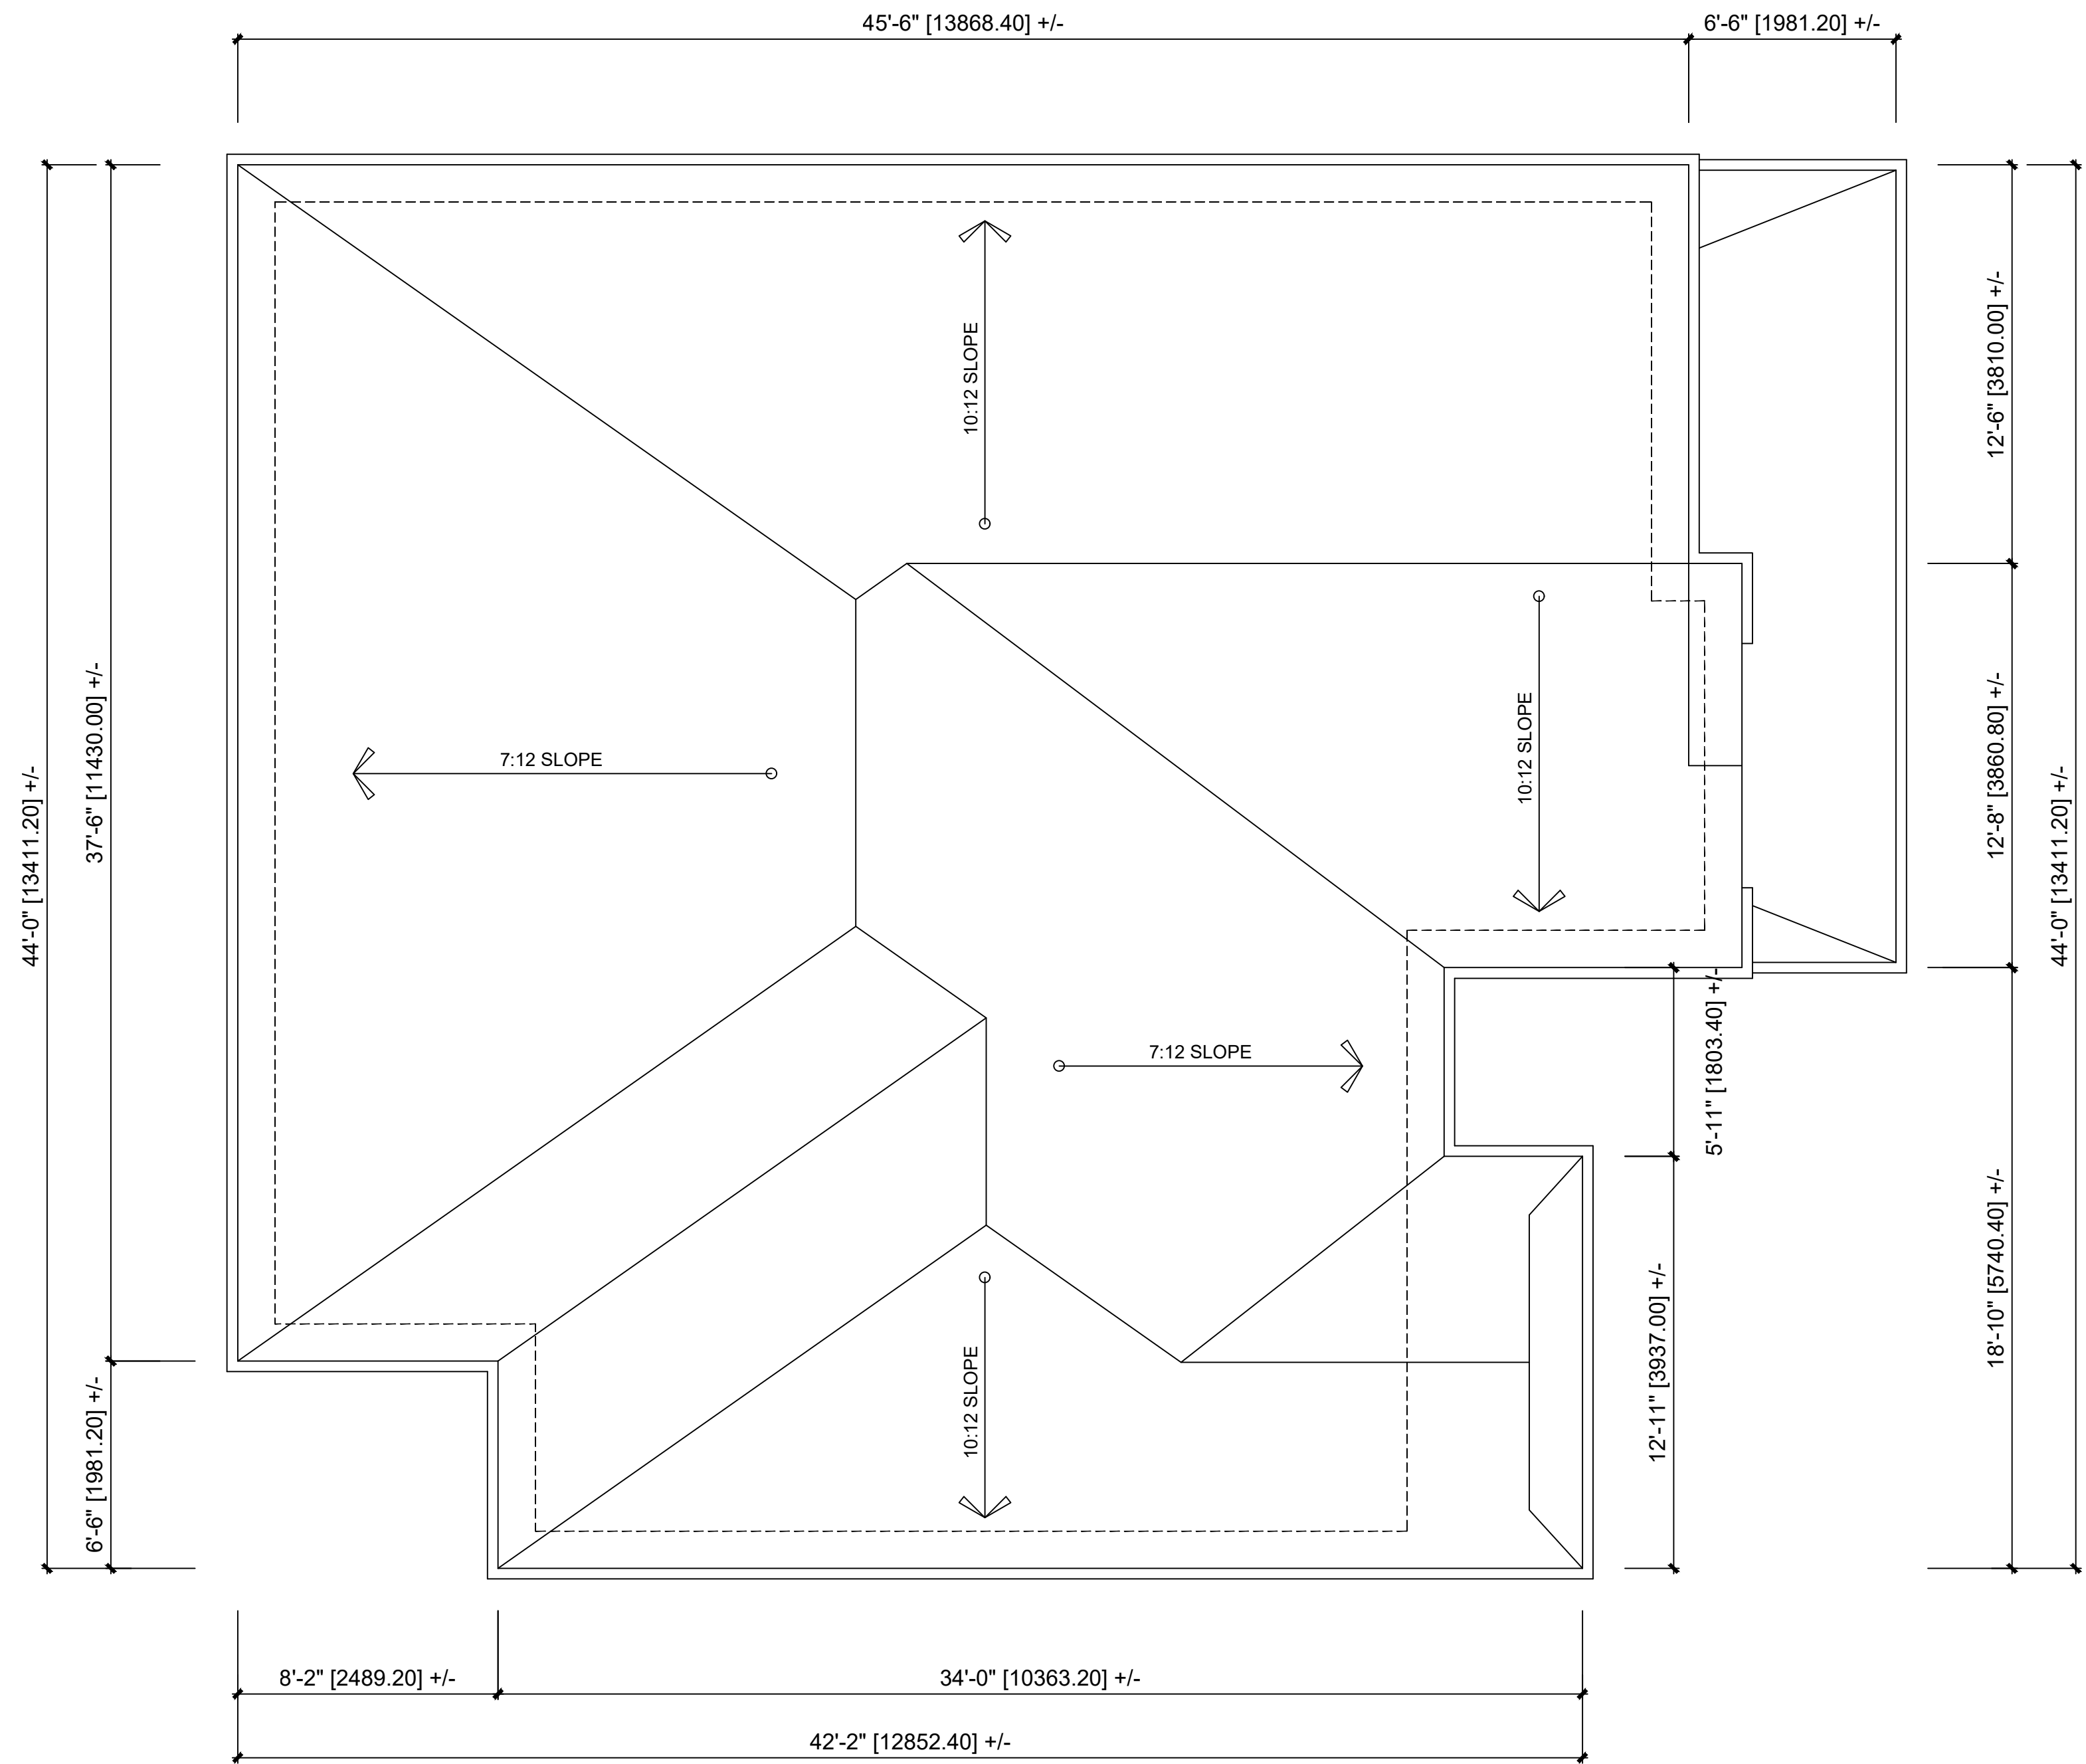 45'-6" [13868.40] +/-
6'-6" [1981.20] +/-
44'-0" [13411.20] +/-
37'-6" [11430.00] +/-
6'-6" [1981.20] +/-
10:12 SLOPE
7:12 SLOPE
10:12 SLOPE
7:12 SLOPE
10:12 SLOPE
12'-6" [3810.00] +/-
12'-8" [3860.80] +/-
44'-0" [13411.20] +/-
5'-11" [1803.40] +/-
18'-10" [5740.40] +/-
12'-11" [3937.00] +/-
8'-2" [2489.20] +/-
34'-0" [10363.20] +/-
42'-2" [12852.40] +/-